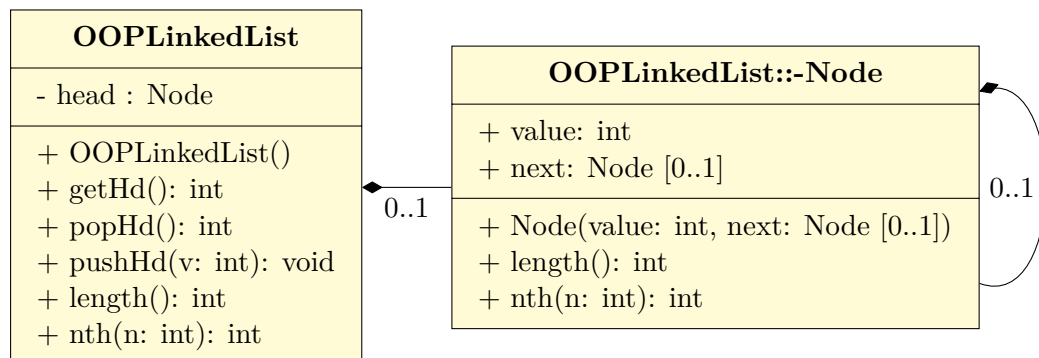 OOPLinkedList
- head : Node
+ OOPLinkedList()
+ getHd(): int
+ popHd(): int
+ pushHd(v: int): void
+ length(): int
+ nth(n: int): int
0..1
OOPLinkedList::-Node
+ value: int
+ next: Node [0..1]
+ Node(value: int, next: Node [0..1])
+ length(): int
+ nth(n: int): int
0..1